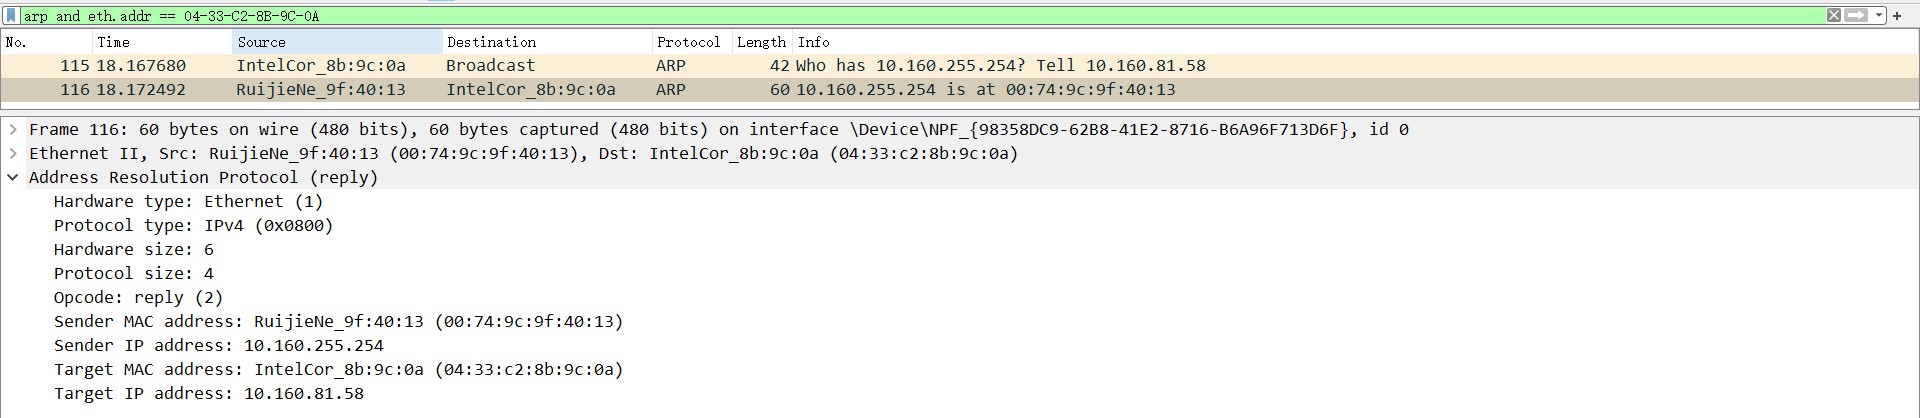 arp and eth.addr == 04-33-C2-8B-9C-0A
No. Time Source Destination Protocol Length Info
115 18.167680 IntelCor_8b:9c:0a Broadcast ARP 42 Who has 10.160.255.254? Tell 10.160.81.58
116 18.172492 RuijieNe_9f:40:13 IntelCor_8b:9c:0a ARP 60 10.160.255.254 is at 00:74:9c:9f:40:13
Frame 116: 60 bytes on wire (480 bits), 60 bytes captured (480 bits) on interface \Device\NPF_{98358DC9-62B8-41E2-8716-B6A96F713D6F}, id 0
Ethernet II, Src: RuijieNe_9f:40:13 (00:74:9c:9f:40:13), Dst: IntelCor_8b:9c:0a (04:33:c2:8b:9c:0a)
Address Resolution Protocol (reply)
Hardware type: Ethernet (1)
Protocol type: IPv4 (0x0800)
Hardware size: 6
Protocol size: 4
Opcode: reply (2)
Sender MAC address: RuijieNe_9f:40:13 (00:74:9c:9f:40:13)
Sender IP address: 10.160.255.254
Target MAC address: IntelCor_8b:9c:0a (04:33:c2:8b:9c:0a)
Target IP address: 10.160.81.58